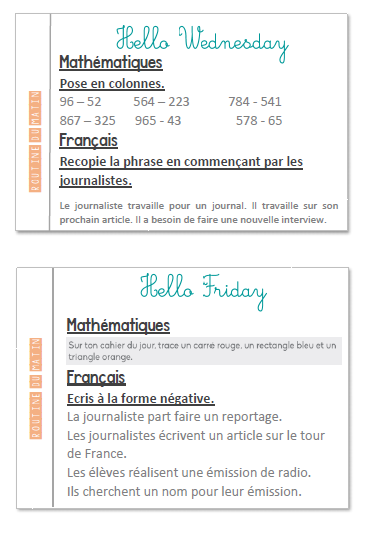 Hello Wednesday
Mathématiques
Pose en colonnes.
96 – 52 564 – 223 784 - 541
867 – 325 965 - 43 578 - 65
Français
Recopie la phrase en commençant par les
journalistes.
Le journaliste travaille pour un journal. Il travaille sur son
prochain article. Il a besoin de faire une nouvelle interview.
ROUTINE DU MATIN
Hello Friday
Mathématiques
Sur ton cahier du jour, trace un carre rouge, un rectangle bleu et un
triangle orange.
Français
Ecris à la forme négative.
La journaliste part faire un reportage.
Les journalistes écrivent un article sur le tour
de France.
Les élèves réalisent une émission de radio.
Ils cherchent un nom pour leur émission.
ROUTINE DU MATIN